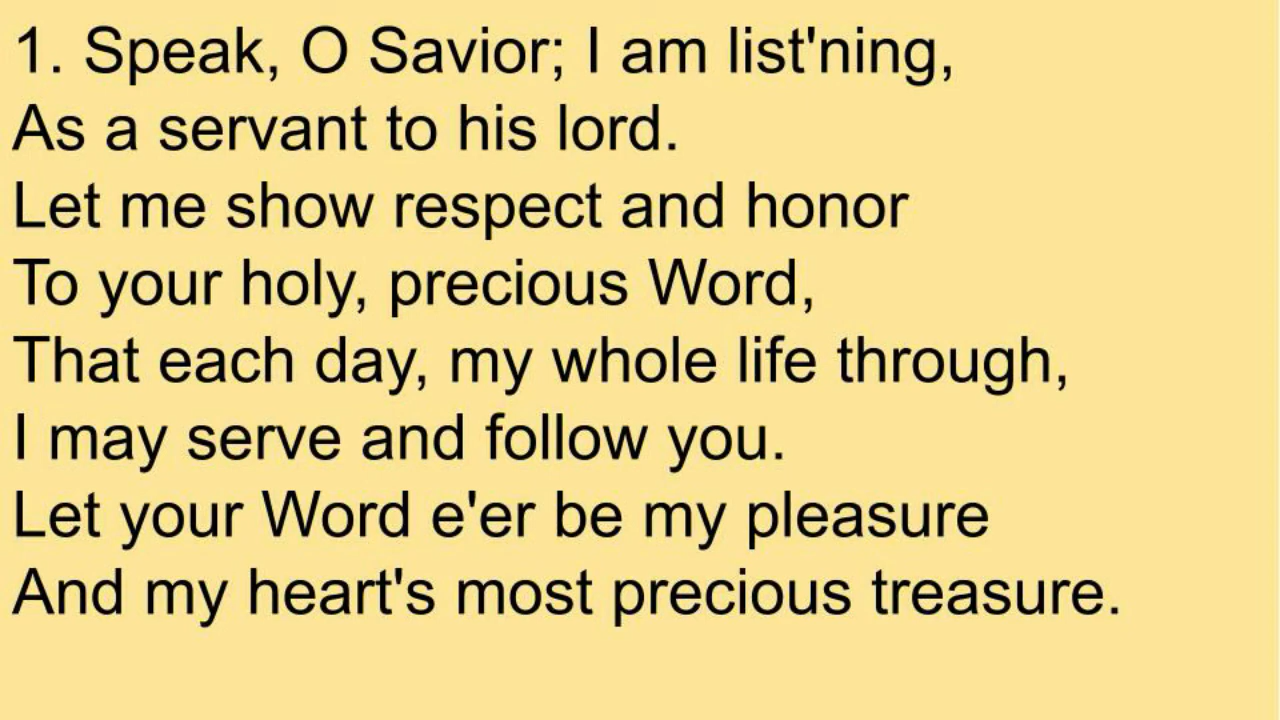 1. Speak, O Savior; I am list'ning,
As a servant to his lord.
Let me show respect and honor
To your holy, precious Word,
That each day, my whole life through,
I may serve and follow you.
Let your Word e'er be my pleasure
And my heart's most precious treasure.